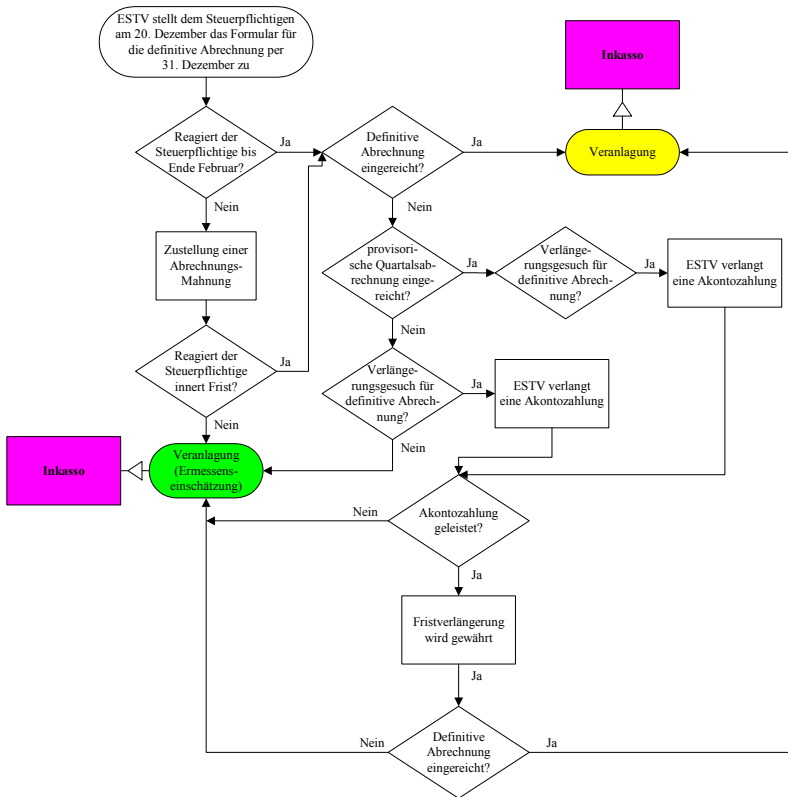 ESTV stellt dem Steuerpflichtigen
am 20. Dezember das Formular für
die definitive Abrechnung per
31. Dezember zu
Inkasso
Reagiert der
Steuerpflichtige bis
Ende Februar?
Ja
Definitive
Abrechnung
eingereicht?
Ja
Veranlagung
Nein
Nein
Zustellung einer
Abrechnungs-
Mahnung
provisori-
sche Quartalsab-
rechnung einge-
reicht?
Ja
Verlänge-
rungsgesuch für
definitive Abrech-
nung?
Ja
ESTV verlangt
eine Akontozahlung
Nein
Reagiert der
Steuerpflichtige
innert Frist?
Ja
Verlänge-
rungsgesuch für
definitive Abrech-
nung?
Ja
ESTV verlangt
eine Akontozahlung
Nein
Nein
Inkasso
Veranlagung
(Ermessens-
einschätzung)
Nein
Akontozahlung
geleistet?
Ja
Fristverlängerung
wird gewährt
Ja
Nein
Definitive
Abrechnung
eingereicht?
Ja